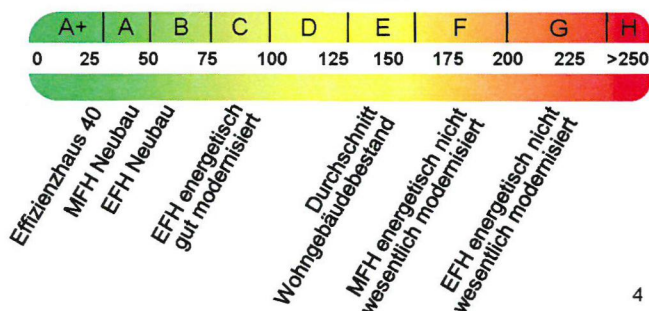 A+ A B C D E F G H
0 25 50 75 100 125 150 175 200 225 >250
Effizienzhaus 40
MFH Neubau
EFH Neubau
EFH energetisch
gut modernisiert
Durchschnitt
Wohngebäudebestand
MFH energetisch nicht
wesentlich modernisiert
EFH energetisch nicht
wesentlich modernisiert
4